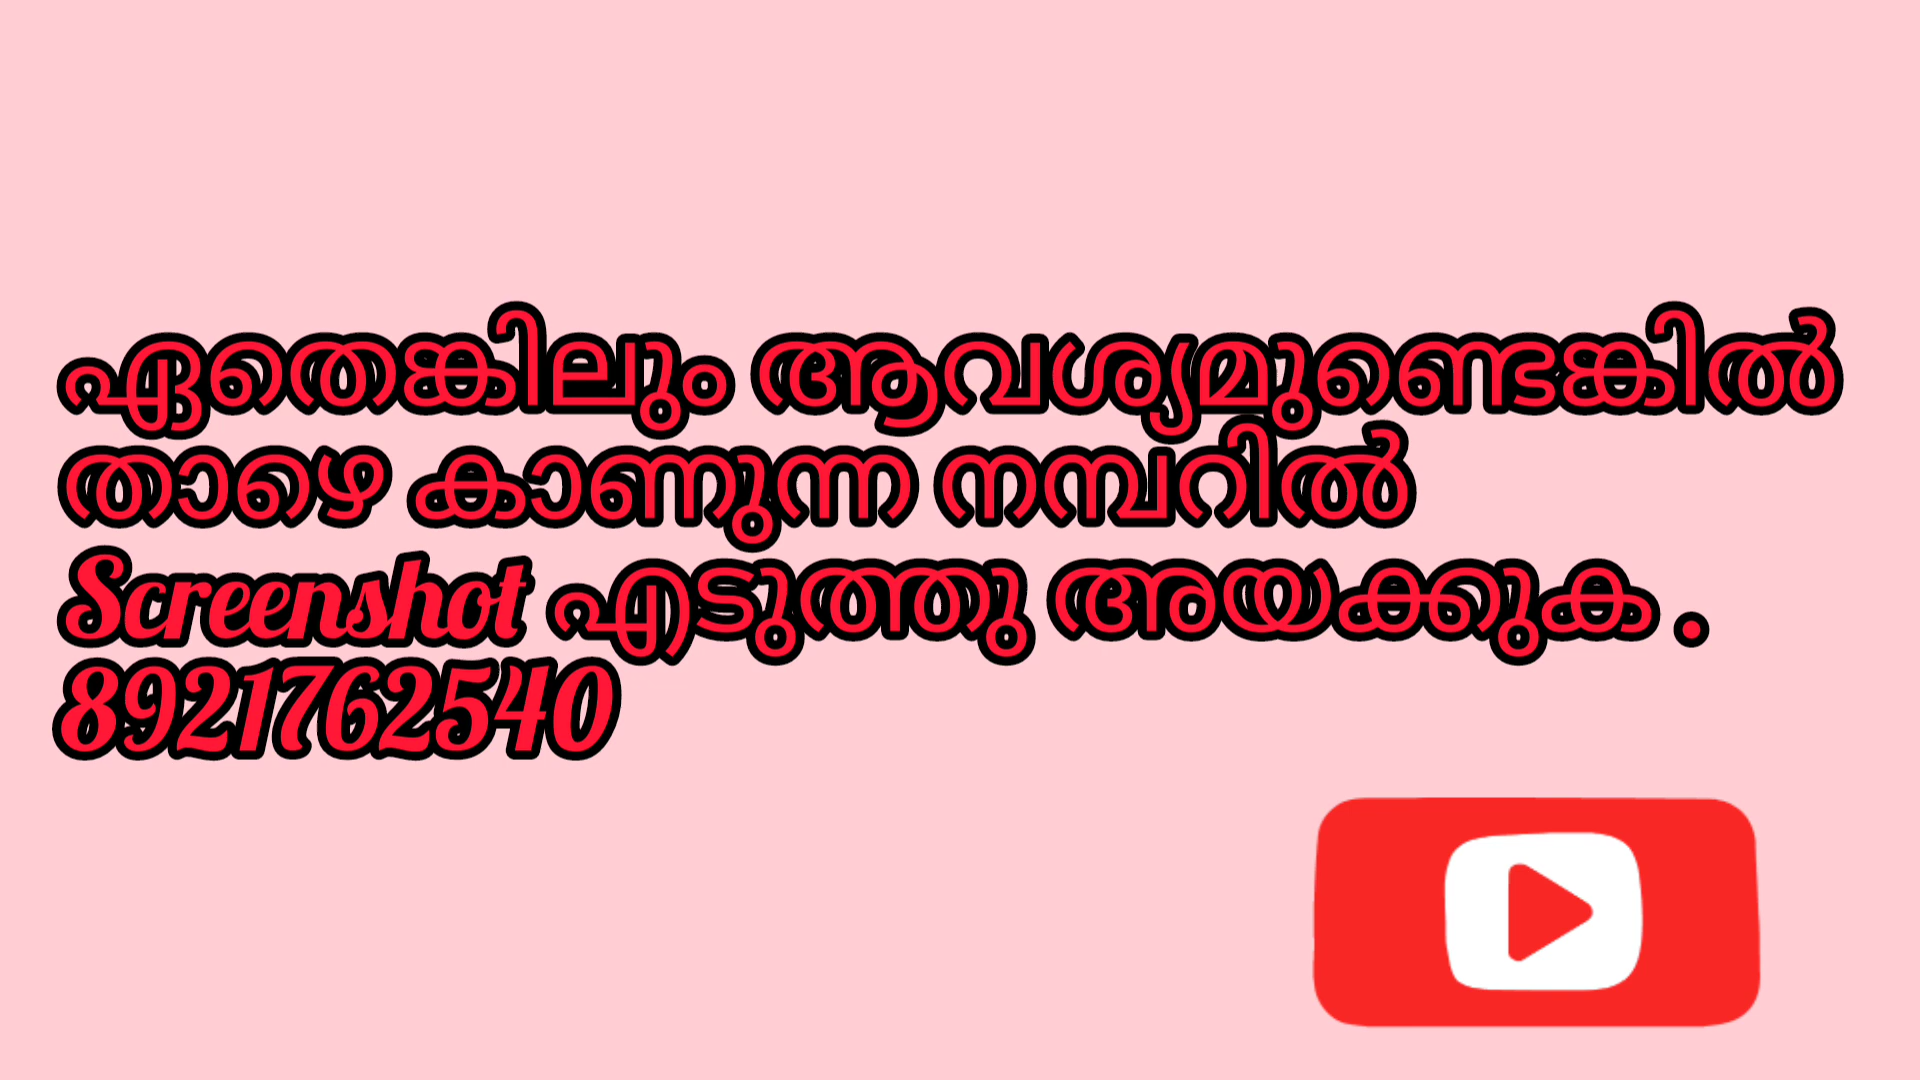 ഏതെങ്കിലും ആവശ്യമുണ്ടെങ്കിൽ
താഴെ കാണുന്ന നമ്പറിൽ
Screenshot എടുത്തു അയക്കുക .
8921762540